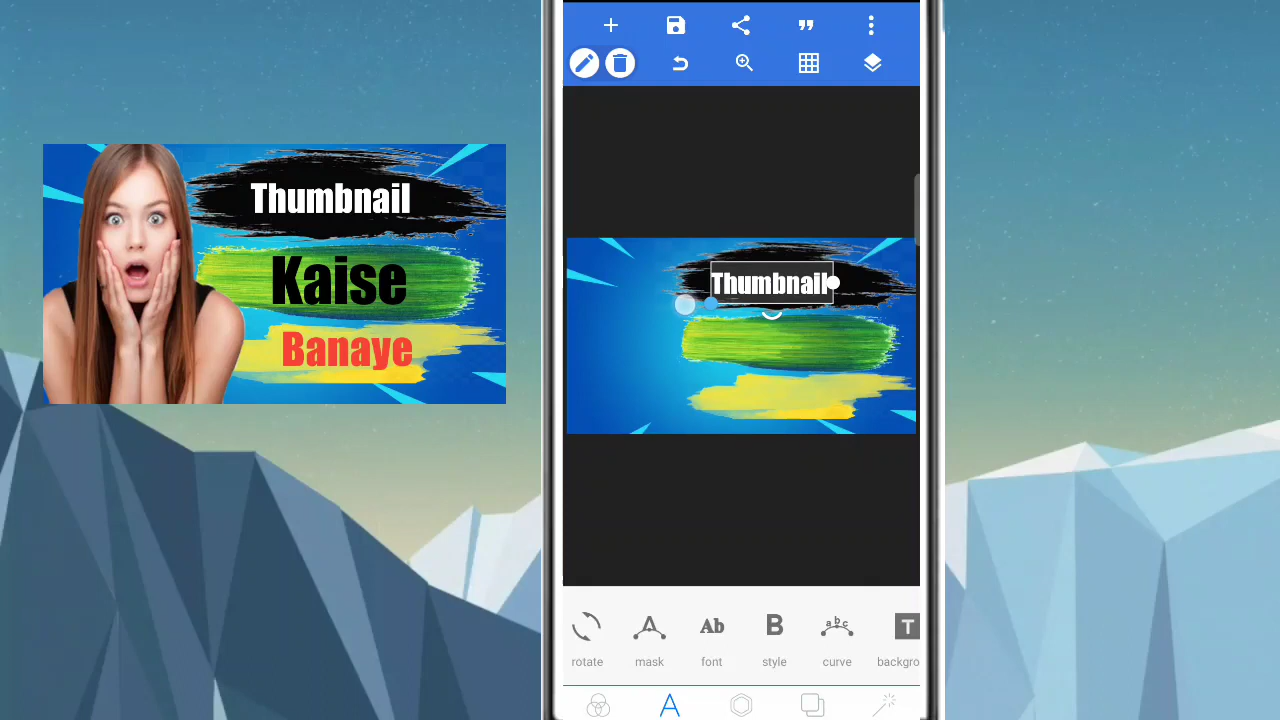 Thumbnail
Kaise
Banaye
Thumbnail
rotate
mask
Ab
font
B
style
abc
curve
T
backgro
A